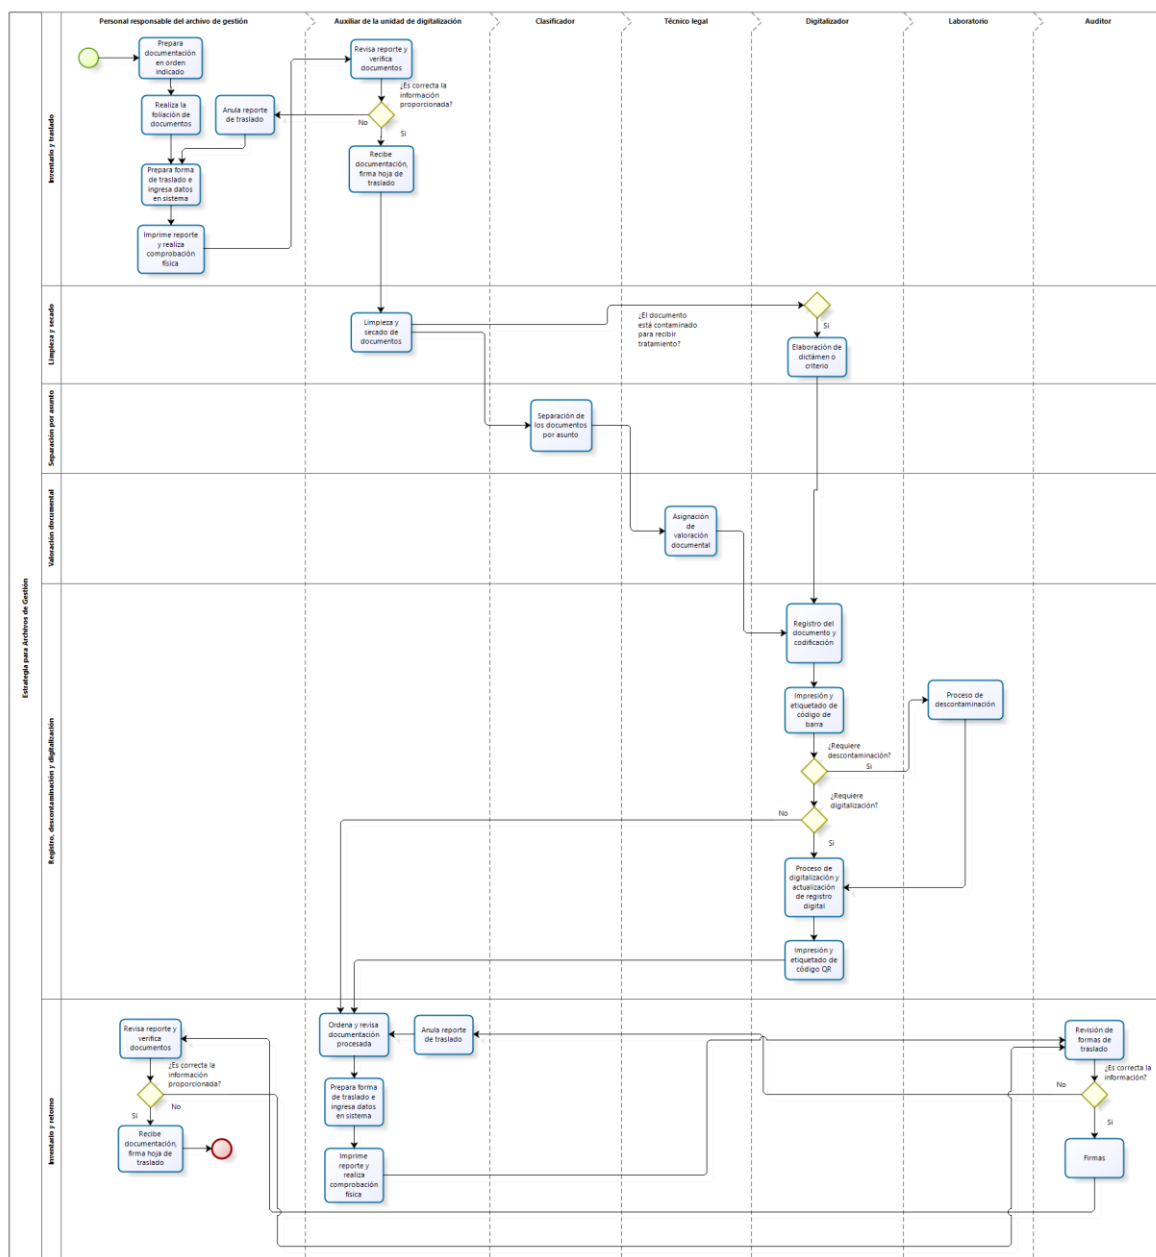 Personal responsable del archivo de gestión
Auxiliar de la unidad de digitalización
Clasificador
Técnico legal
Digitalizador
Laboratorio
Auditor
Estrategia para Archivos de Gestión
Inventario y traslado
Prepara
documentación
en orden
indicado
Realiza la
foliación de
documentos
Anula reporte
de traslado
Prepara forma
de traslado e
ingresa datos
en sistema
Imprime reporte
y realiza
comprobación
física
Revisa reporte y
verifica
documentos
¿Es correcta la
información
proporcionada?
No
Si
Recibe
documentación,
firma hoja de
traslado
Limpieza y secado
Limpieza y
secado de
documentos
¿El documento
está contaminado
para recibir
tratamiento?
Si
Elaboración de
dictámen o
criterio
Separación por asunto
Separación de
los documentos
por asunto
Valoración documental
Asignación
de
valoración
documental
Registro, descontaminación y digitalización
Registro del
documento y
codificación
Impresión y
etiquetado de
código de
barra
¿Requiere
descontaminación?
Si
Proceso de
descontaminación
¿Requiere
digitalización?
No
Si
Proceso de
digitalización y
actualización
de registro
digital
Impresión y
etiquetado de
código QR
Inventario y retorno
Revisa reporte y
verifica
documentos
¿Es correcta la
información
proporcionada?
Si
No
Recibe
documentación,
firma hoja de
traslado
Ordena y revisa
documentación
procesada
Anula reporte
de traslado
Prepara forma
de traslado e
ingresa datos
en sistema
Imprime reporte y
realiza
comprobación
física
Revisión de
formas de
traslado
¿Es correcta la
información?
No
Si
Firmas